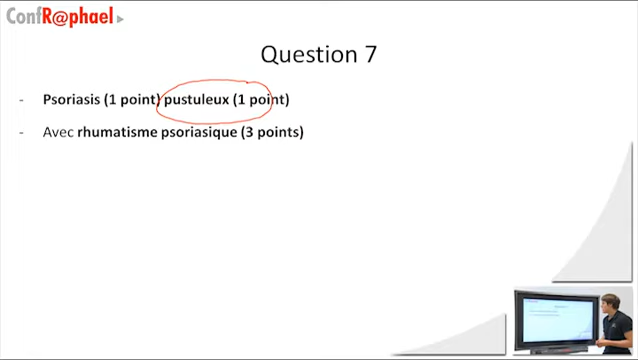 ConfR@phael
Question 7
- Psoriasis (1 point) pustuleux (1 point)
- Avec rhumatisme psoriasique (3 points)